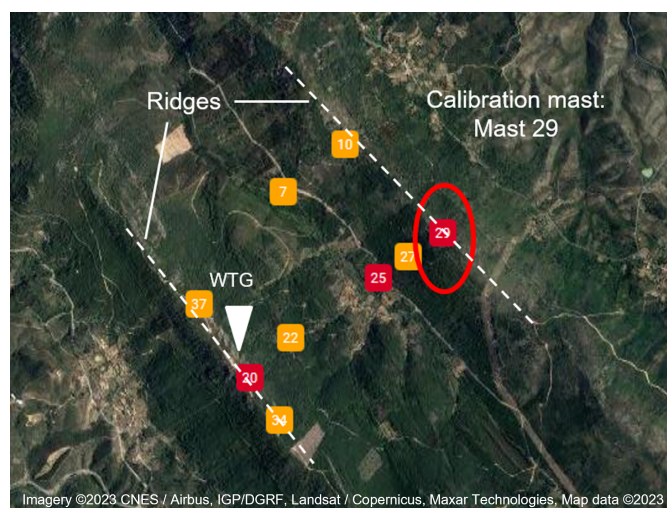 Ridges
Calibration mast:
Mast 29
10
7
29
27
25
WTG
37
22
20
34
Imagery ©2023 CNES / Airbus, IGP/DGRF, Landsat / Copernicus, Maxar Technologies, Map data ©2023